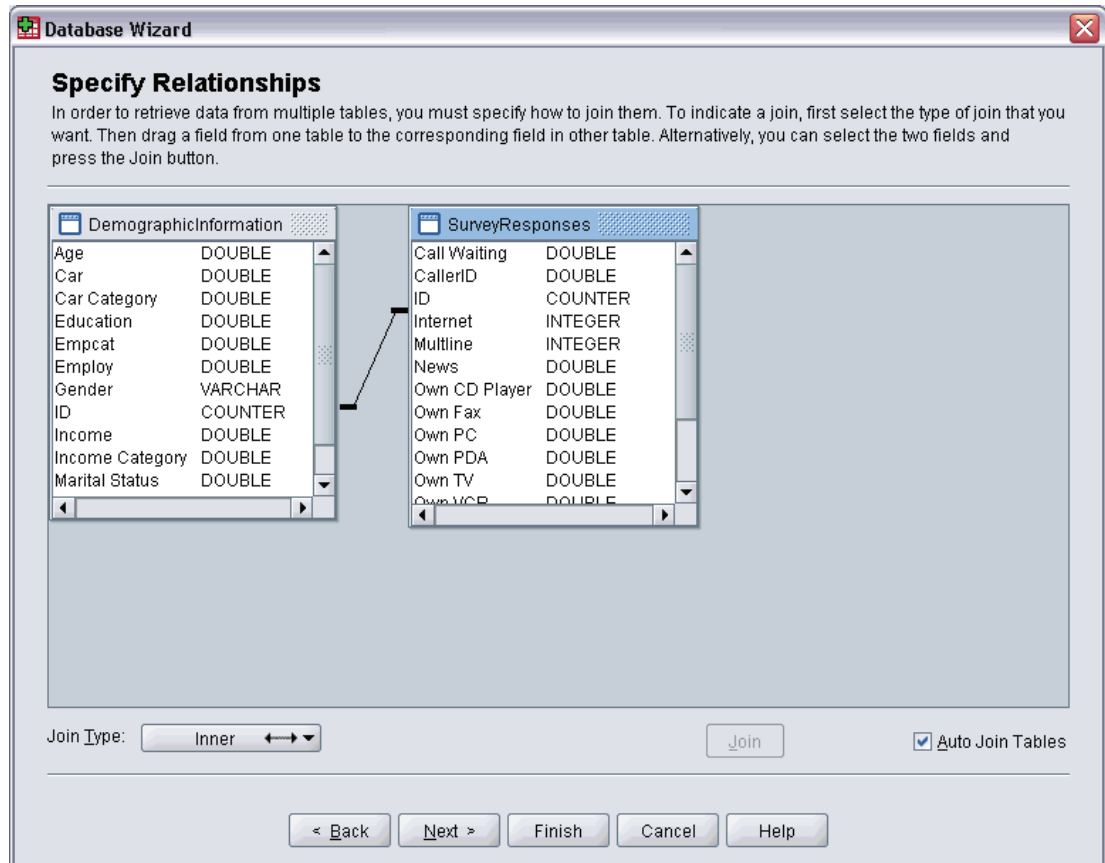 Database Wizard
Specify Relationships
In order to retrieve data from multiple tables, you must specify how to join them. To indicate a join, first select the type of join that you
want. Then drag a field from one table to the corresponding field in other table. Alternatively, you can select the two fields and
press the Join button.
DemographicInformation
Age DOUBLE
Car DOUBLE
Car Category DOUBLE
Education DOUBLE
Empcat DOUBLE
Employ DOUBLE
Gender VARCHAR
ID COUNTER
Income DOUBLE
Income Category DOUBLE
Marital Status DOUBLE
SurveyResponses
Call Waiting DOUBLE
CallerID DOUBLE
ID COUNTER
Internet INTEGER
Multline INTEGER
News DOUBLE
Own CD Player DOUBLE
Own Fax DOUBLE
Own PC DOUBLE
Own PDA DOUBLE
Own TV DOUBLE
Own VCR DOUBLE
Join Type: Inner Join Auto Join Tables
< Back Next > Finish Cancel Help